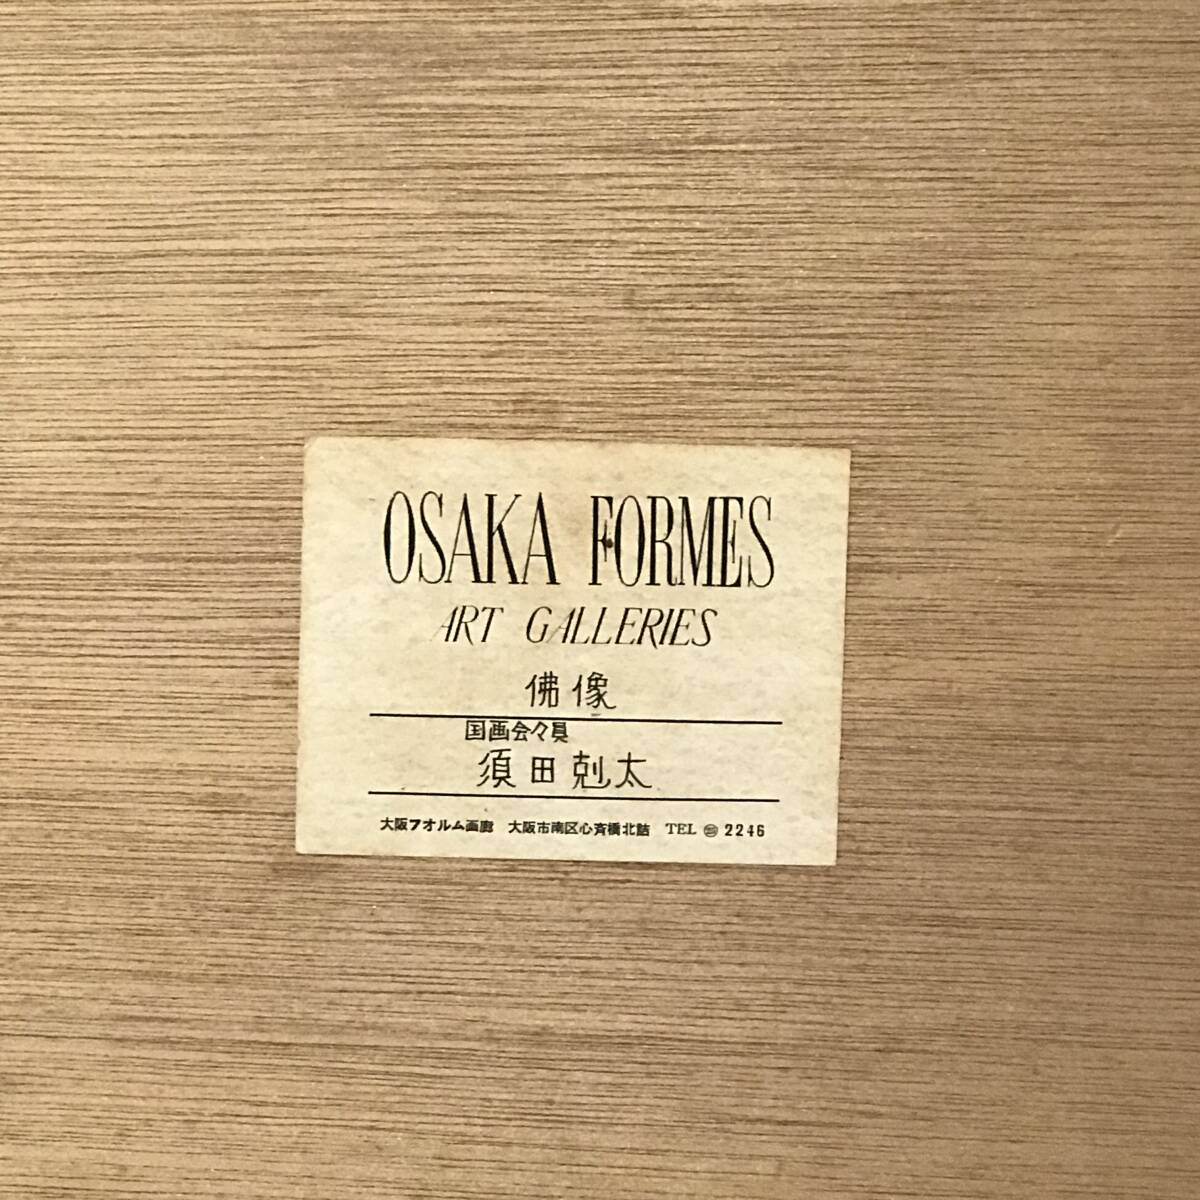 OSAKA FORMES
ART GALLERIES
佛像
国画会々員
須田剋太
大阪フオルム画廊 大阪市南区心斉橋北詰 TEL 2246